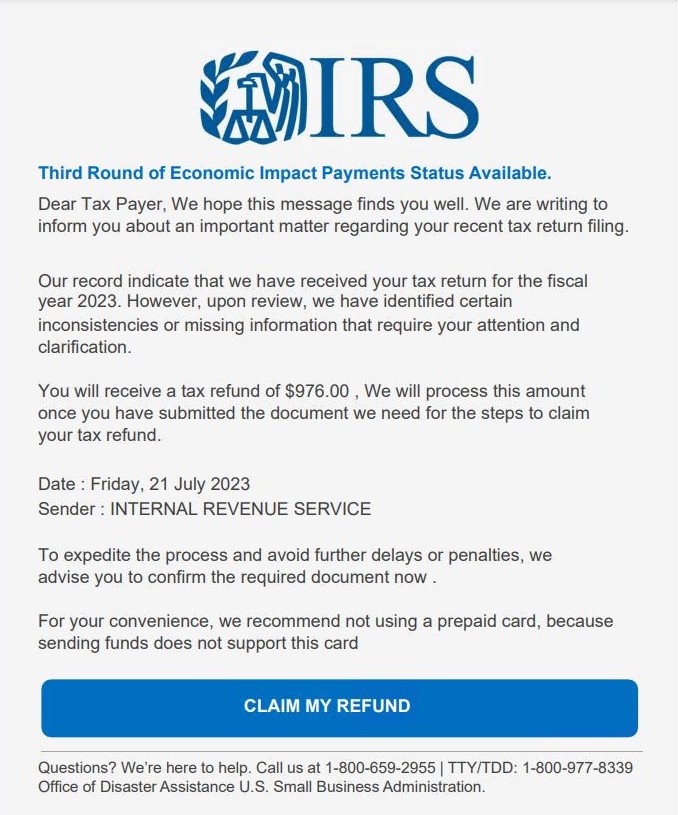 IRS
Third Round of Economic Impact Payments Status Available.
Dear Tax Payer, We hope this message finds you well. We are writing to
inform you about an important matter regarding your recent tax return filing.
Our record indicate that we have received your tax return for the fiscal
year 2023. However, upon review, we have identified certain
inconsistencies or missing information that require your attention and
clarification.
You will receive a tax refund of $976.00 , We will process this amount
once you have submitted the document we need for the steps to claim
your tax refund.
Date : Friday, 21 July 2023
Sender : INTERNAL REVENUE SERVICE
To expedite the process and avoid further delays or penalties, we
advise you to confirm the required document now .
For your convenience, we recommend not using a prepaid card, because
sending funds does not support this card
CLAIM MY REFUND
Questions? We’re here to help. Call us at 1-800-659-2955 | TTY/TDD: 1-800-977-8339
Office of Disaster Assistance U.S. Small Business Administration.